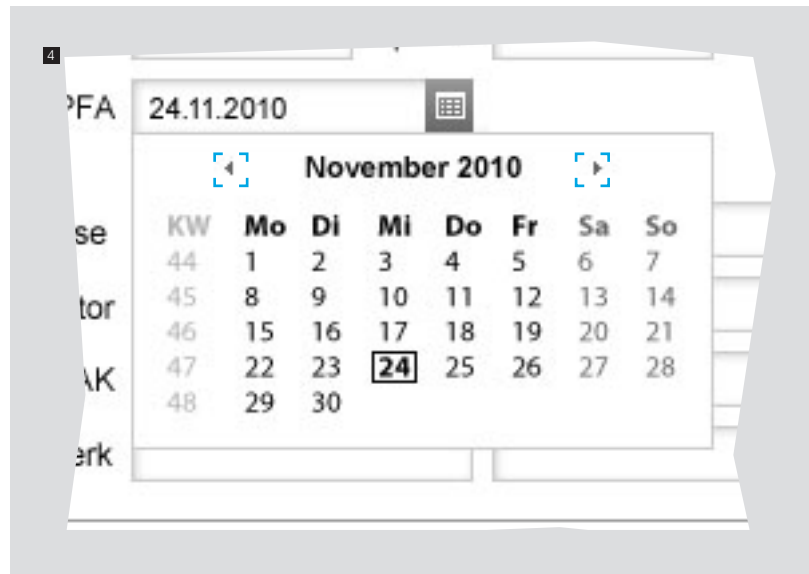 4
PFA 24.11.2010
November 2010
KW Mo Di Mi Do Fr Sa So
44 1 2 3 4 5 6 7
se
45 8 9 10 11 12 13 14
tor
46 15 16 17 18 19 20 21
47 22 23 24 25 26 27 28
AK
48 29 30
erk